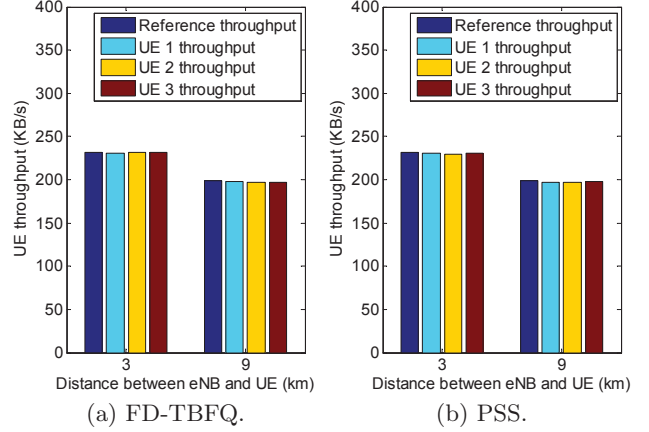 400
350
300
250
200
150
100
50
0
UE throughput (KB/s)
Reference throughput
UE 1 throughput
UE 2 throughput
UE 3 throughput
3
9
Distance between eNB and UE (km)
(a) FD-TBFQ.
400
350
300
250
200
150
100
50
0
UE throughput (KB/s)
Reference throughput
UE 1 throughput
UE 2 throughput
UE 3 throughput
3
9
Distance between eNB and UE (km)
(b) PSS.